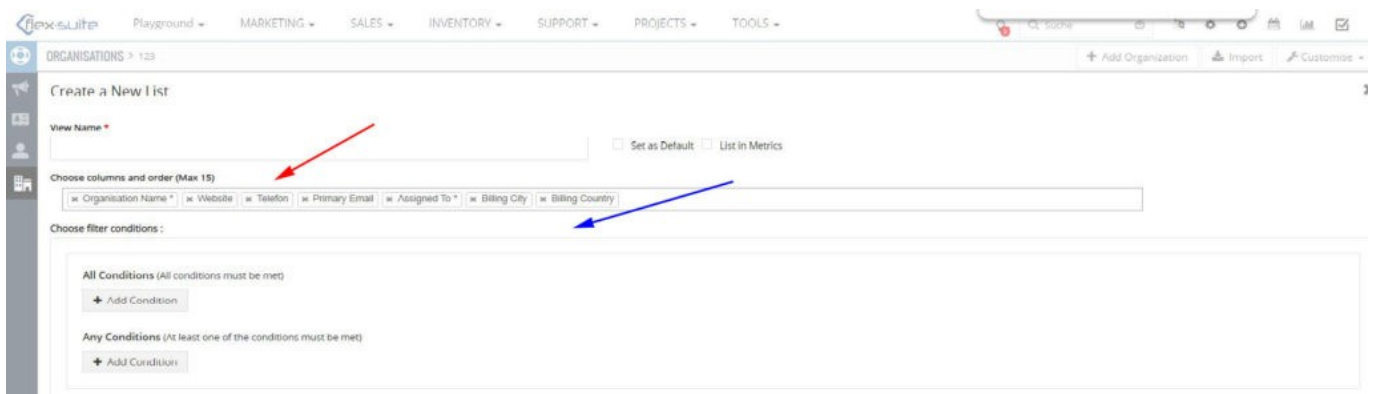 flex-suite Playground MARKETING SALES INVENTORY SUPPORT PROJECTS TOOLS Suche
ORGANISATIONS > 123 + Add Organization Import Customise
Create a New List
View Name *
Set as Default List in Metrics
Choose columns and order (Max 15)
× Organisation Name * × Website × Telefon × Primary Email × Assigned To * × Billing City × Billing Country
Choose filter conditions :
All Conditions (All conditions must be met)
+ Add Condition
Any Conditions (At least one of the conditions must be met)
+ Add Condition